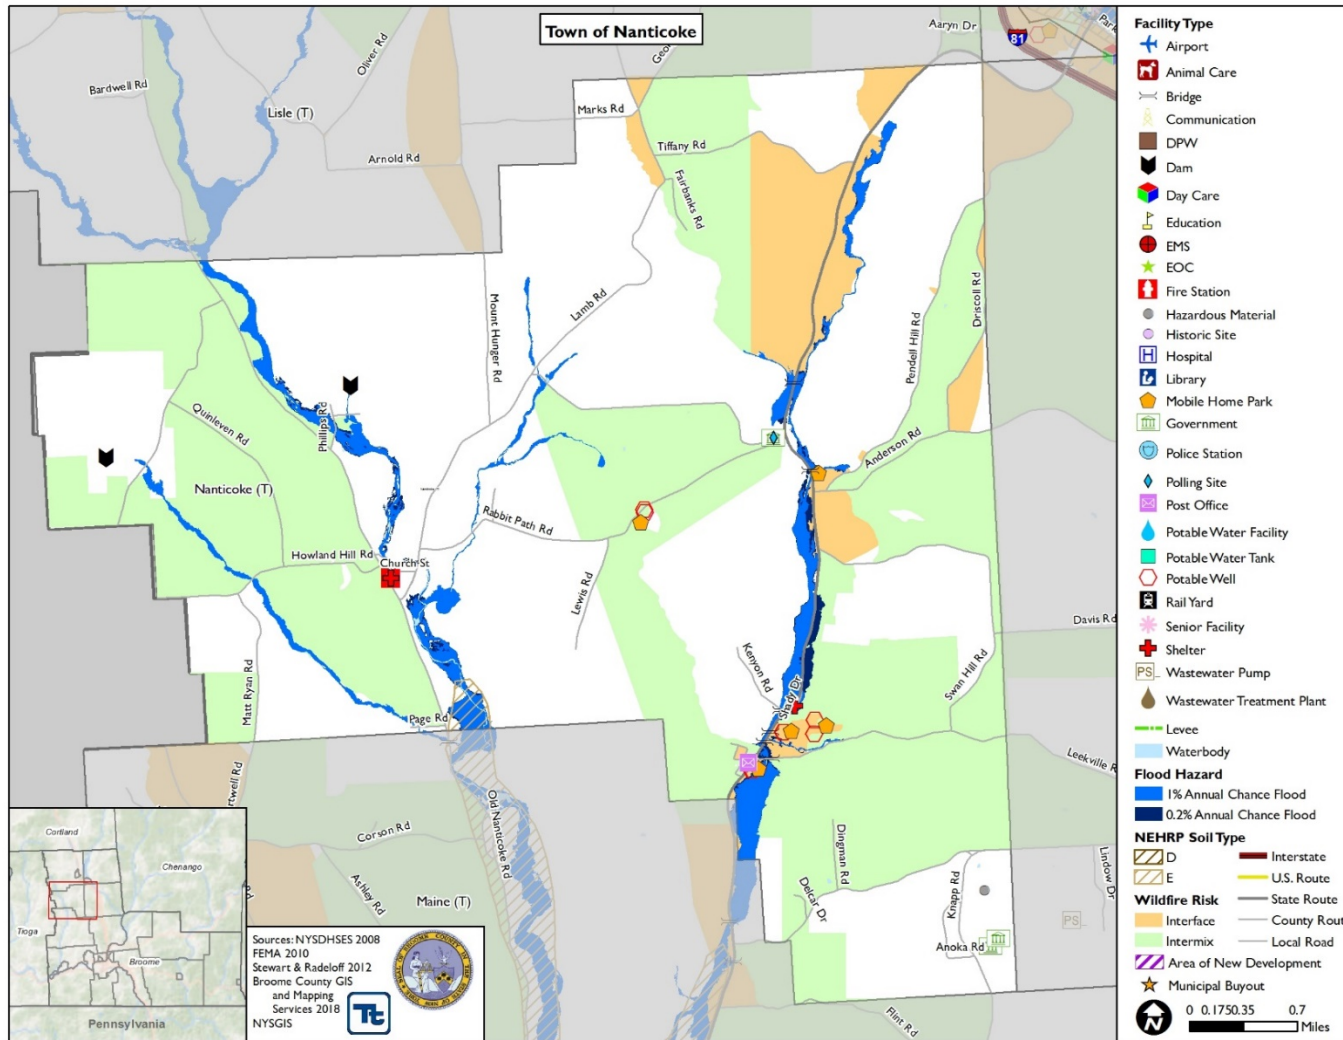 Town of Nanticoke
Aaryn Dr
81
Bardwell Rd
Oliver Rd
Lisle (T)
Marks Rd
Arnold Rd
Tiffany Rd
Fairbanks Rd
Driscoll Rd
Mount Hunger Rd
Lamb Rd
Pendell Hill Rd
Quinleven Rd
Phillips Rd
Anderson Rd
Nanticoke (T)
Rabbit Path Rd
Howland Hill Rd
Church St
Lewis Rd
Davis Rd
Kenyon Rd
Matt Ryan Rd
Swan Hill Rd
Page Rd
Leekville R
Old Nanticoke Rd
Corson Rd
Dingman Rd
Lindow Dr
Ashley Rd
Delcar Dr
Knapp Rd
Maine (T)
PS
Anoka Rd
Flint Rd
Cortland
Chenango
Tioga
Broome
Pennsylvania
Sources: NYSDHSES 2008
FEMA 2010
Stewart & Radeloff 2012
Broome County GIS
and Mapping
Services 2018
NYSGIS
Tt
Facility Type
Airport
Animal Care
Bridge
Communication
DPW
Dam
Day Care
Education
EMS
EOC
Fire Station
Hazardous Material
Historic Site
H Hospital
Library
Mobile Home Park
Government
Police Station
Polling Site
Post Office
Potable Water Facility
Potable Water Tank
Potable Well
Rail Yard
Senior Facility
Shelter
PS Wastewater Pump
Wastewater Treatment Plant
Levee
Waterbody
Flood Hazard
1% Annual Chance Flood
0.2% Annual Chance Flood
NEHRP Soil Type
D
E
Interstate
U.S. Route
Wildfire Risk
State Route
Interface
County Rout
Intermix
Local Road
Area of New Development
Municipal Buyout
N
0 0.175 0.35 0.7
Miles